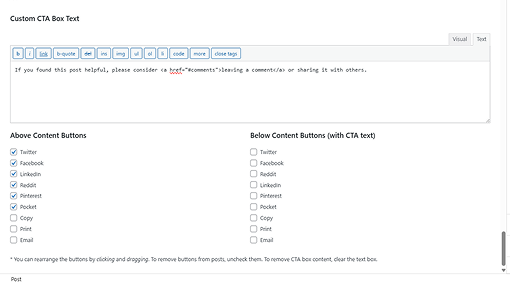 Custom CTA Box Text
Visual Text
b i link b-quote del ins img ul ol li code more close tags
If you found this post helpful, please consider <a href="#comments">leaving a comment</a> or sharing it with others.
Above Content Buttons Below Content Buttons (with CTA text)
Twitter Twitter
Facebook Facebook
LinkedIn Reddit
Reddit LinkedIn
Pinterest Pinterest
Pocket Pocket
Copy Copy
Print Print
Email Email
* You can rearrange the buttons by clicking and dragging. To remove buttons from posts, uncheck them. To remove CTA box content, clear the text box.
Post